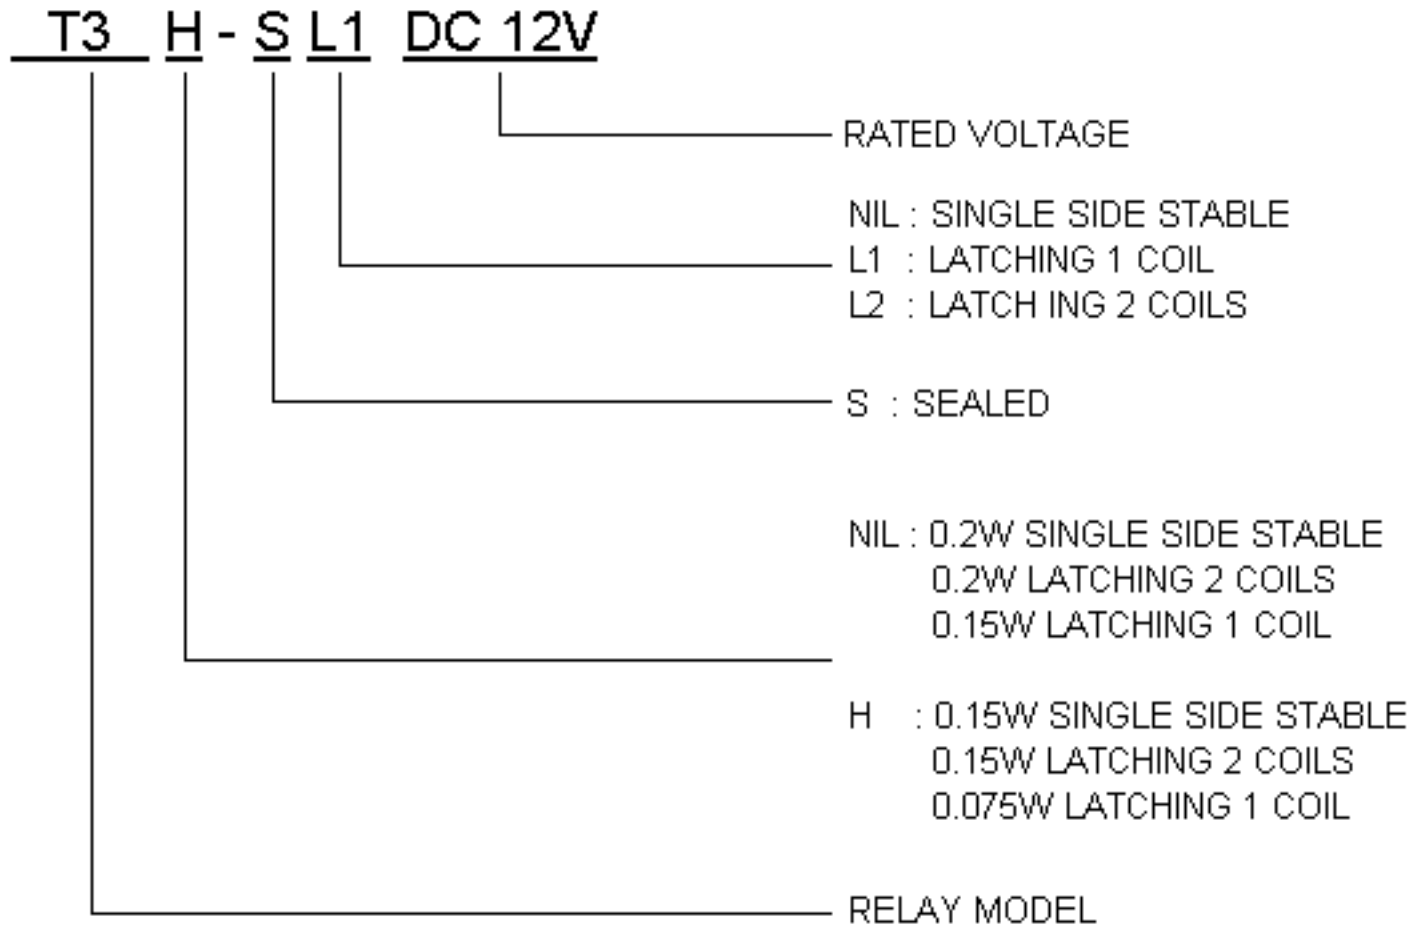 T3 H - S L1 DC 12V
RATED VOLTAGE
NIL : SINGLE SIDE STABLE
L1 : LATCHING 1 COIL
L2 : LATCH ING 2 COILS
S : SEALED
NIL : 0.2W SINGLE SIDE STABLE
0.2W LATCHING 2 COILS
0.15W LATCHING 1 COIL
H : 0.15W SINGLE SIDE STABLE
0.15W LATCHING 2 COILS
0.075W LATCHING 1 COIL
RELAY MODEL